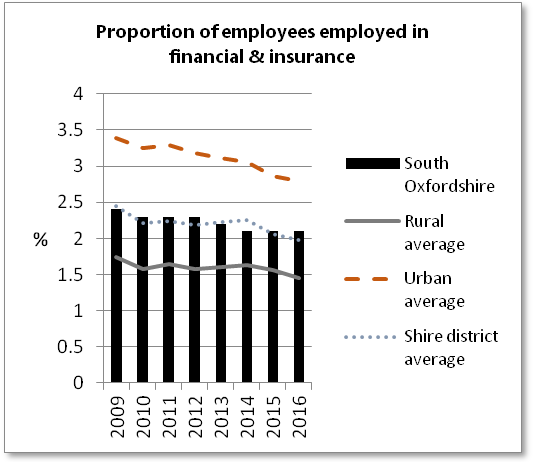 Proportion of employees employed in
financial & insurance
4
3.5
3
2.5
2
1.5
1
0.5
0
%
2009 2010 2011 2012 2013 2014 2015 2016
South
Oxfordshire
Rural
average
Urban
average
Shire district
average